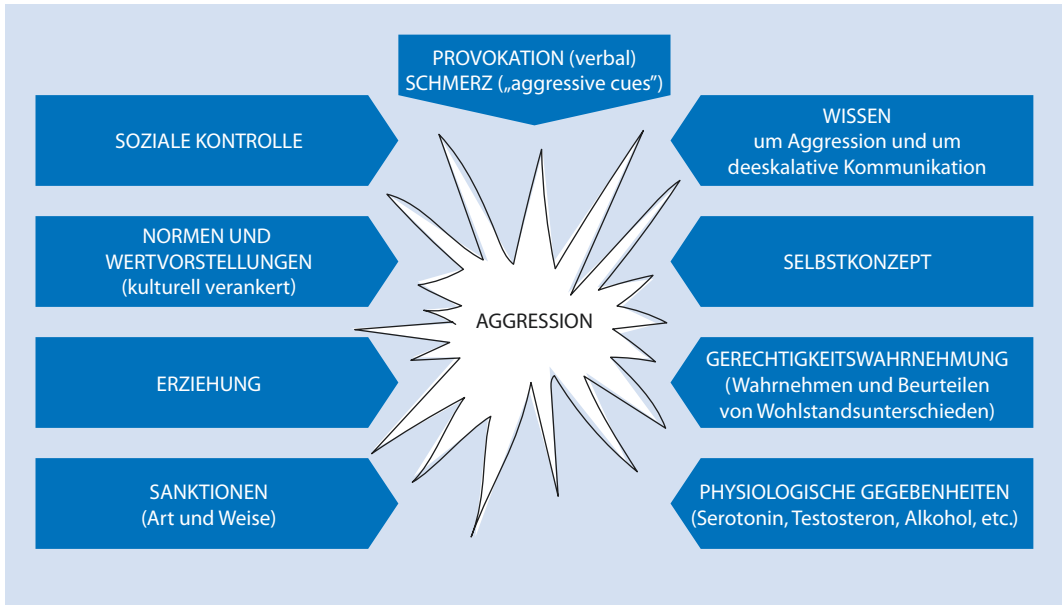 PROVOKATION (verbal)
SCHMERZ („aggressive cues”)
SOZIALE KONTROLLE
NORMEN UND
WERTVORSTELLUNGEN
(kulturell verankert)
ERZIEHUNG
SANKTIONEN
(Art und Weise)
AGGRESSION
WISSEN
um Aggression und um
deeskalative Kommunikation
SELBSTKONZEPT
GERECHTIGKEITSWAHRNEHMUNG
(Wahrnehmen und Beurteilen
von Wohlstandsunterschieden)
PHYSIOLOGISCHE GEGEBENHEITEN
(Serotonin, Testosteron, Alkohol, etc.)